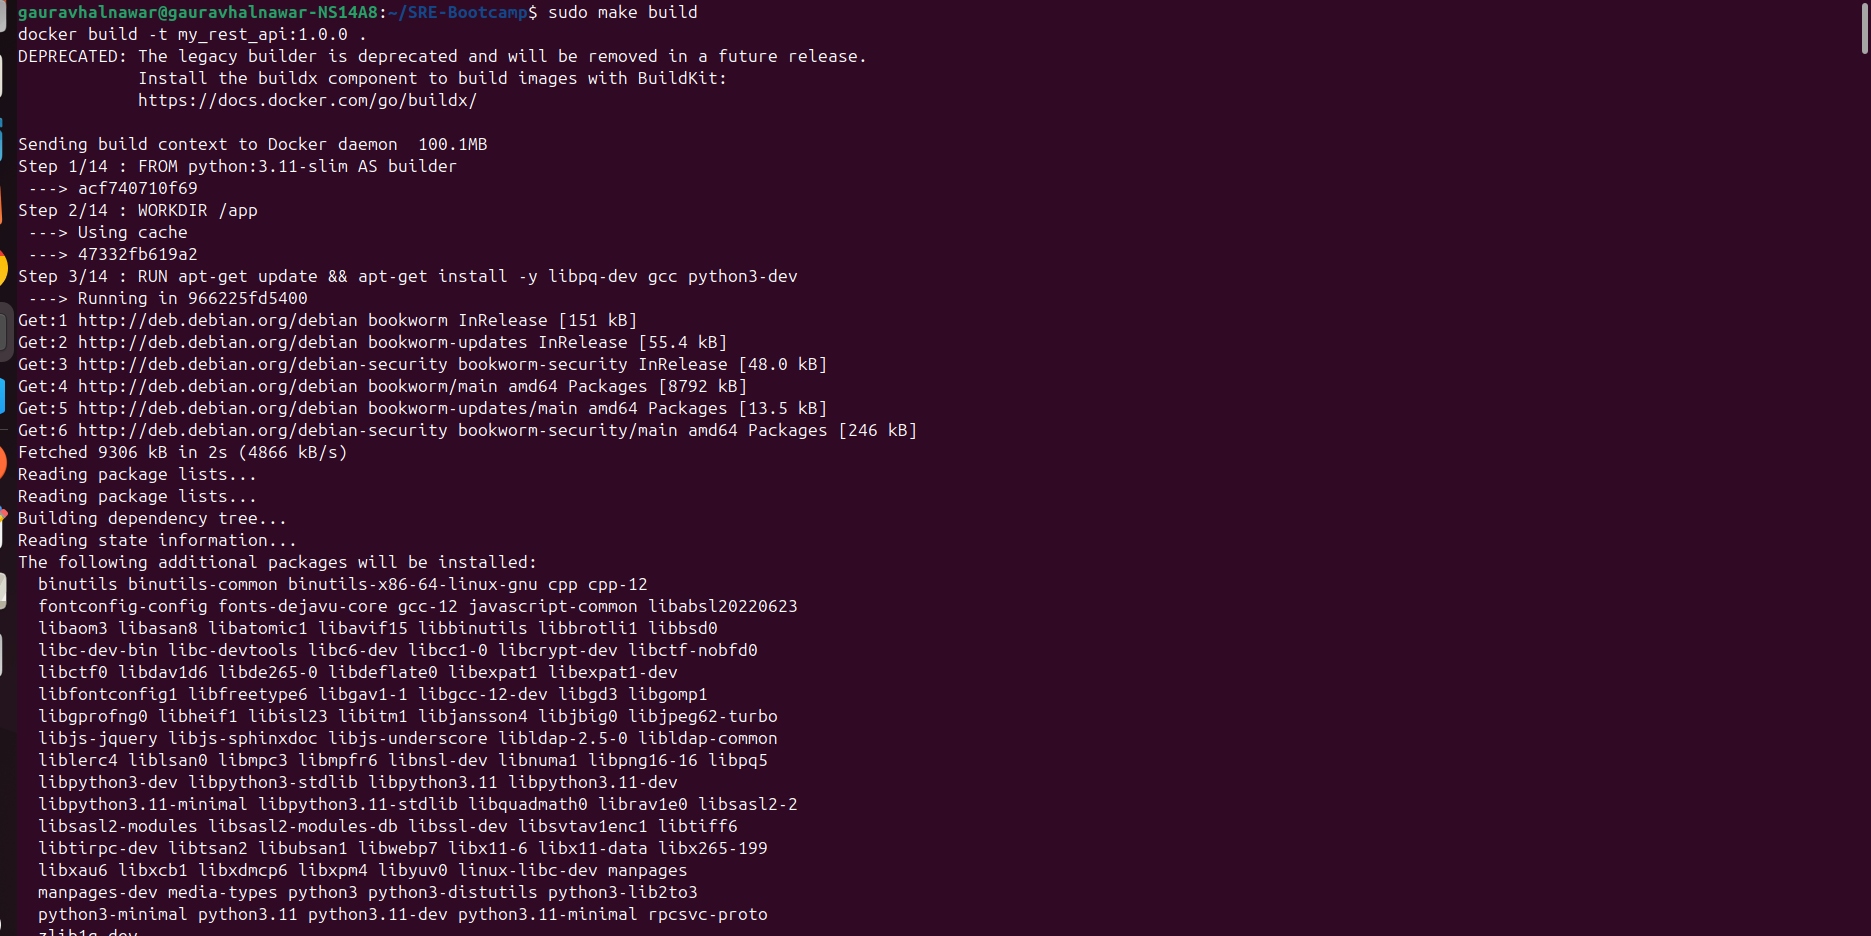 gauravhalnawar@gauravhalnawar-NS14A8:~/SRE-Bootcamp$ sudo make build
docker build -t my_rest_api:1.0.0 .
DEPRECATED: The legacy builder is deprecated and will be removed in a future release.
            Install the buildx component to build images with BuildKit:
            https://docs.docker.com/go/buildx/

Sending build context to Docker daemon  100.1MB
Step 1/14 : FROM python:3.11-slim AS builder
 ---> acf740710f69
Step 2/14 : WORKDIR /app
 ---> Using cache
 ---> 47332fb619a2
Step 3/14 : RUN apt-get update && apt-get install -y libpq-dev gcc python3-dev
 ---> Running in 966225fd5400
Get:1 http://deb.debian.org/debian bookworm InRelease [151 kB]
Get:2 http://deb.debian.org/debian bookworm-updates InRelease [55.4 kB]
Get:3 http://deb.debian.org/debian-security bookworm-security InRelease [48.0 kB]
Get:4 http://deb.debian.org/debian bookworm/main amd64 Packages [8792 kB]
Get:5 http://deb.debian.org/debian bookworm-updates/main amd64 Packages [13.5 kB]
Get:6 http://deb.debian.org/debian-security bookworm-security/main amd64 Packages [246 kB]
Fetched 9306 kB in 2s (4866 kB/s)
Reading package lists...
Reading package lists...
Building dependency tree...
Reading state information...
The following additional packages will be installed:
  binutils binutils-common binutils-x86-64-linux-gnu cpp cpp-12
  fontconfig-config fonts-dejavu-core gcc-12 javascript-common libabsl20220623
  libaom3 libasan8 libatomic1 libavif15 libbinutils libbrotli1 libbsd0
  libc-dev-bin libc-devtools libc6-dev libcc1-0 libcrypt-dev libctf-nobfd0
  libctf0 libdav1d6 libde265-0 libdeflate0 libexpat1 libexpat1-dev
  libfontconfig1 libfreetype6 libgav1-1 libgcc-12-dev libgd3 libgomp1
  libgprofng0 libheif1 libisl23 libitm1 libjansson4 libjbig0 libjpeg62-turbo
  libjs-jquery libjs-sphinxdoc libjs-underscore libldap-2.5-0 libldap-common
  liblerc4 liblsan0 libmpc3 libmpfr6 libnsl-dev libnuma1 libpng16-16 libpq5
  libpython3-dev libpython3-stdlib libpython3.11 libpython3.11-dev
  libpython3.11-minimal libpython3.11-stdlib libquadmath0 librav1e0 libsasl2-2
  libsasl2-modules libsasl2-modules-db libssl-dev libsvtav1enc1 libtiff6
  libtirpc-dev libtsan2 libubsan1 libwebp7 libx11-6 libx11-data libx265-199
  libxau6 libxcb1 libxdmcp6 libxpm4 libyuv0 linux-libc-dev manpages
  manpages-dev media-types python3 python3-distutils python3-lib2to3
  python3-minimal python3.11 python3.11-dev python3.11-minimal rpcsvc-proto
  zlib1g-dev